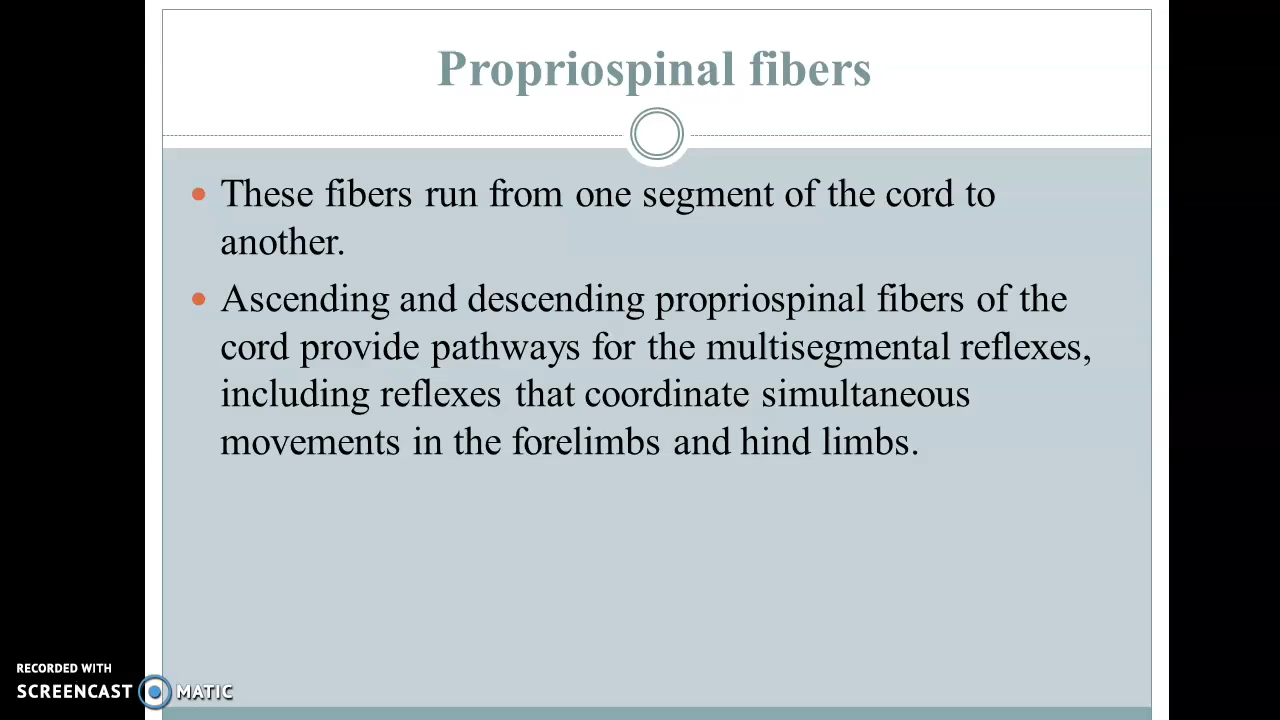 Propriospinal fibers
• These fibers run from one segment of the cord to
another.
• Ascending and descending propriospinal fibers of the
cord provide pathways for the multisegmental reflexes,
including reflexes that coordinate simultaneous
movements in the forelimbs and hind limbs.
RECORDED WITH
SCREENCAST MATIC